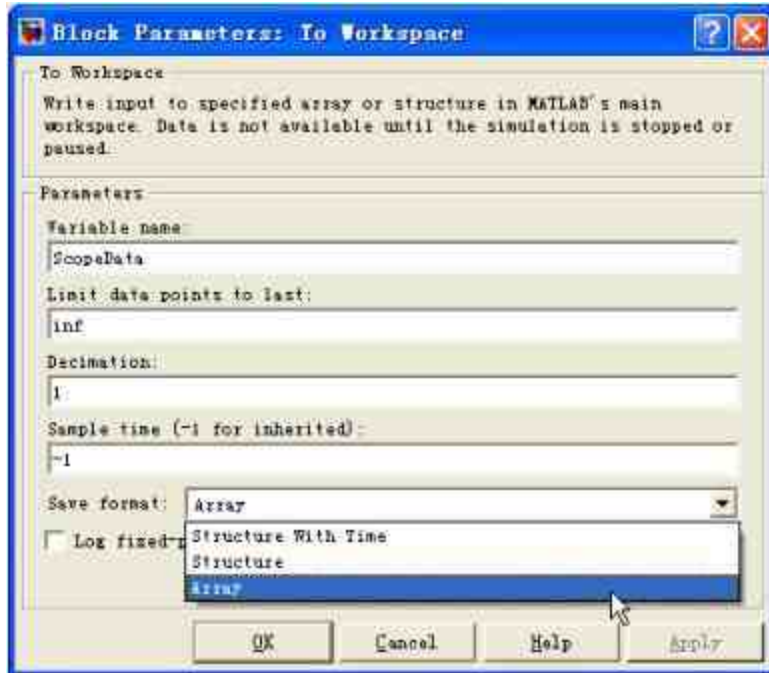 Block Parameters: To Workspace
To Workspace
Write input to specified array or structure in MATLAB's main
workspace. Data is not available until the simulation is stopped or
paused.
Parameters
Variable name:
ScopeData
Limit data points to last:
inf
Decimation:
1
Sample time (-1 for inherited):
-1
Save format: Array
Log fixed-
Structure With Time
Structure
Array
OK Cancel Help Apply